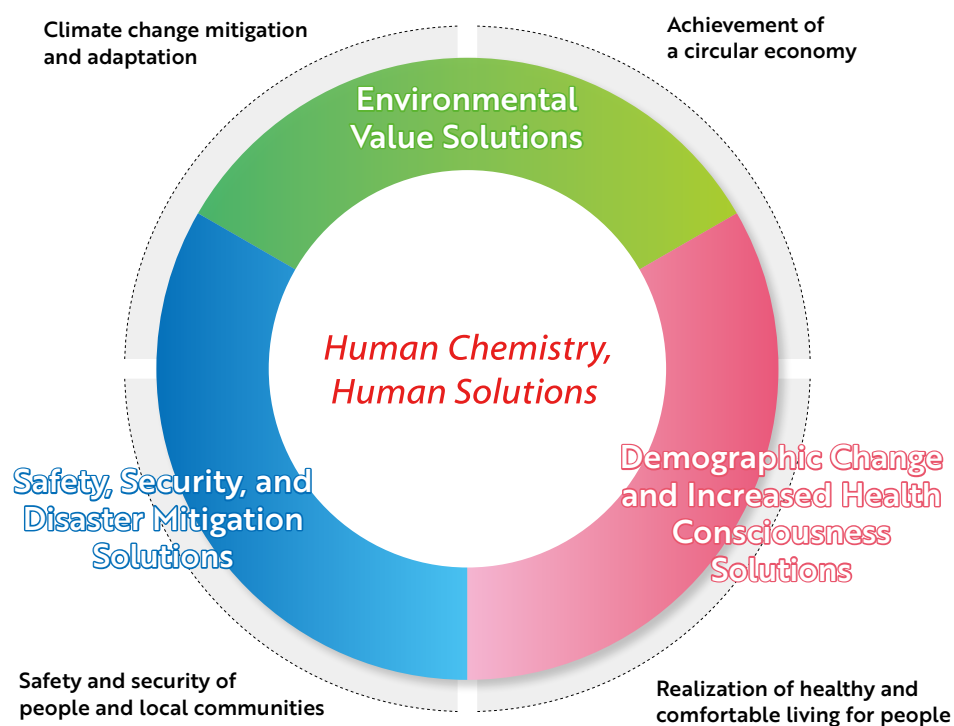 Climate change mitigation
and adaptation
Achievement of
a circular economy
Environmental
Value Solutions
Human Chemistry,
Human Solutions
Safety, Security, and
Disaster Mitigation
Solutions
Demographic Change
and Increased Health
Consciousness
Solutions
Safety and security of
people and local communities
Realization of healthy and
comfortable living for people